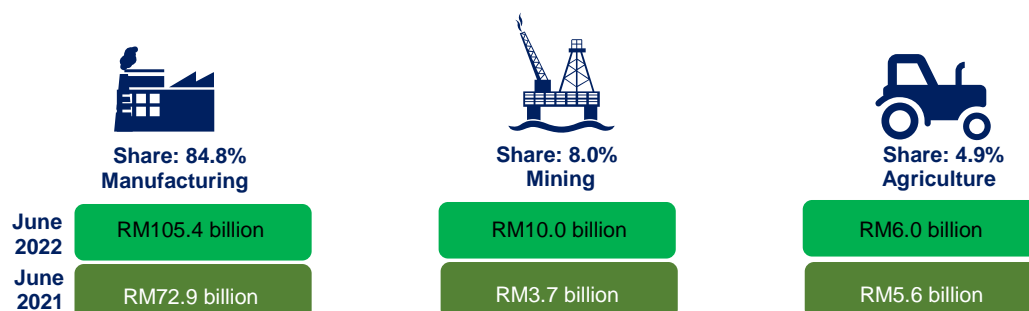 Share: 84.8%
Manufacturing
Share: 8.0%
Mining
Share: 4.9%
Agriculture
June
2022
RM105.4 billion
RM10.0 billion
RM6.0 billion
June
2021
RM72.9 billion
RM3.7 billion
RM5.6 billion